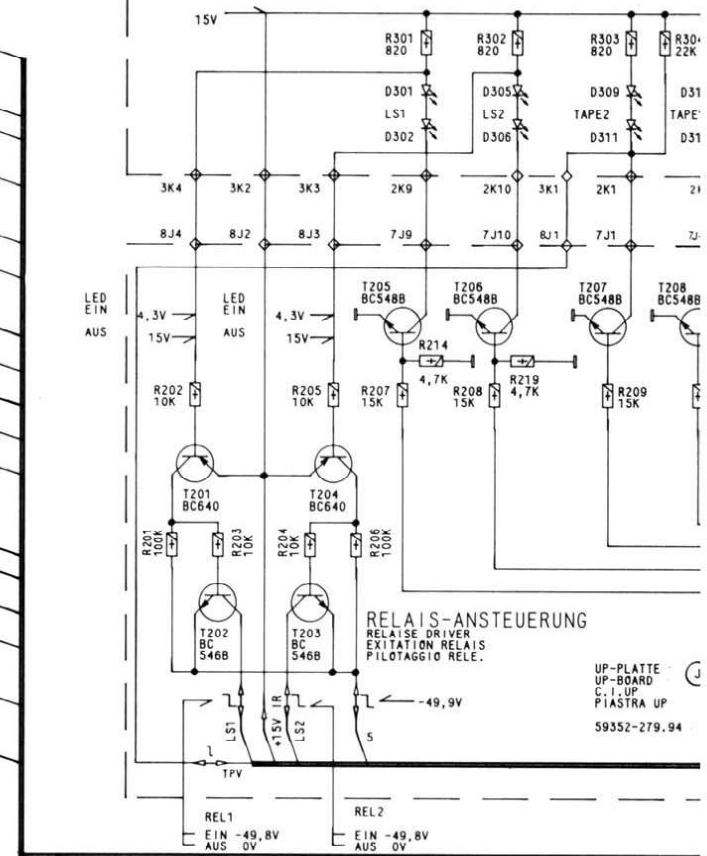 15V
R301
820
R302
820
R303
820
R304
22K
D301
LS1
D302
D305
LS2
D306
D309
TAPE2
D311
D31
TAPE
D31
3K4
3K2
3K3
2K9
2K10
3K1
2K1
8J4
8J2
8J3
7J9
7J10
8J1
7J1
7J
LED
EIN
AUS
4,3V
15V
LED
EIN
AUS
4,3V
15V
T205
BC548B
T206
BC548B
T207
BC548B
T208
BC548B
R214
4,7K
R219
4,7K
R202
10K
R205
10K
R207
15K
R208
15K
R209
15K
T201
BC640
T204
BC640
R201
100K
R203
10K
R204
10K
R206
100K
T202
BC
546B
T203
BC
546B
RELAIS-ANSTEUERUNG
RELAISE DRIVER
EXITATION RELAIS
PILOTAGGIO RELE.
UP-PLATTE
UP-BOARD
C.I.UP
PIASTRA UP
59352-279.94
LS1
+15V
IR
LS2
S
-49,9V
l
TPV
REL1
EIN -49,8V
AUS 0V
REL2
EIN -49,8V
AUS 0V